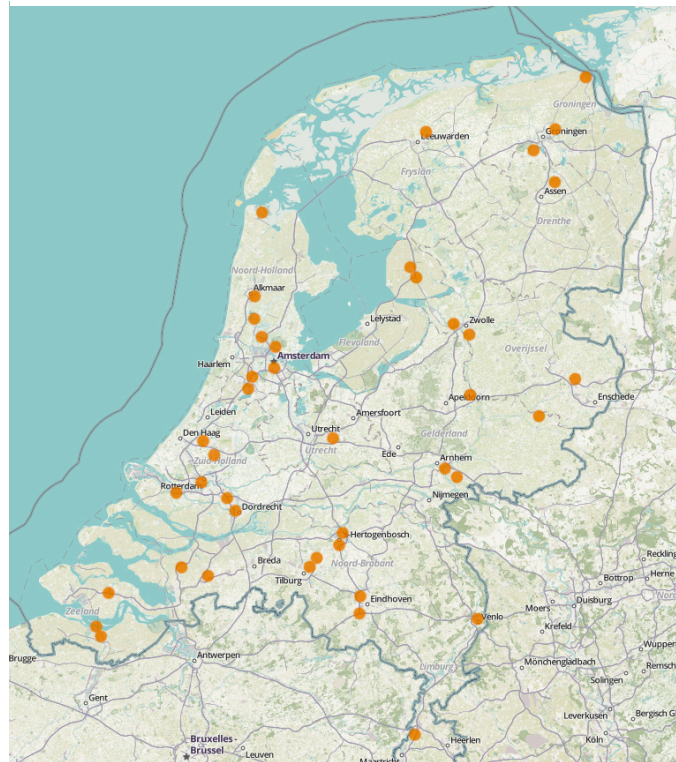 Groningen
Groningen
Leeuwarden
Fryslân
Assen
Drenthe
Noord-Holland
Alkmaar
Lelystad
Zwolle
Flevoland
Overijssel
Haarlem
Amsterdam
Apeldoorn
Enschede
Leiden
Amersfoort
Den Haag
Utrecht
Gelderland
Utrecht
Ede
Zuid-Holland
Arnhem
Rotterdam
Nijmegen
Dordrecht
Hertogenbosch
Breda
Noord-Brabant
Reckling
Tilburg
Bottrop
Herne
Eindhoven
Moers
Duisburg
Zeeland
Venlo
Krefeld
Wuppe
Brugge
Antwerpen
Limburg
Mönchengladbach
Remsch
Solingen
Gent
Leverkusen
Bergisch Gl
Bruxelles -
Brussel
Leuven
Heerlen
Köln
Maastricht